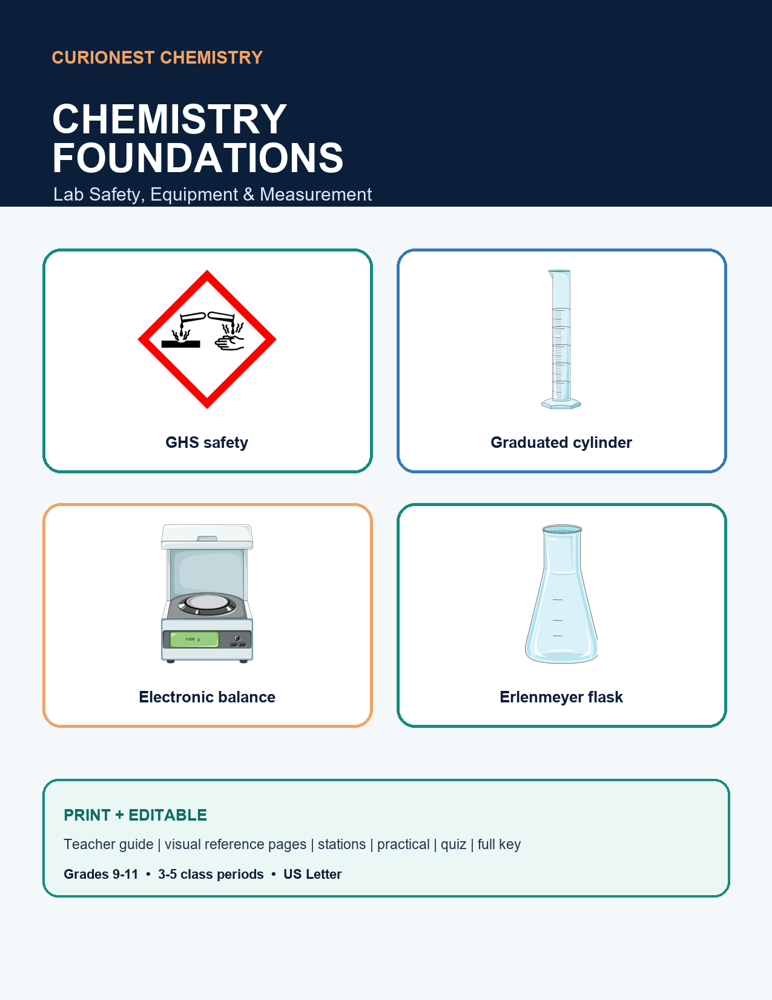 CURIONEST CHEMISTRY
CHEMISTRY
FOUNDATIONS
Lab Safety, Equipment & Measurement
GHS safety
Graduated cylinder
0.000 g
Electronic balance
Erlenmeyer flask
PRINT + EDITABLE
Teacher guide | visual reference pages | stations | practical | quiz | full key
Grades 9-11 • 3-5 class periods • US Letter